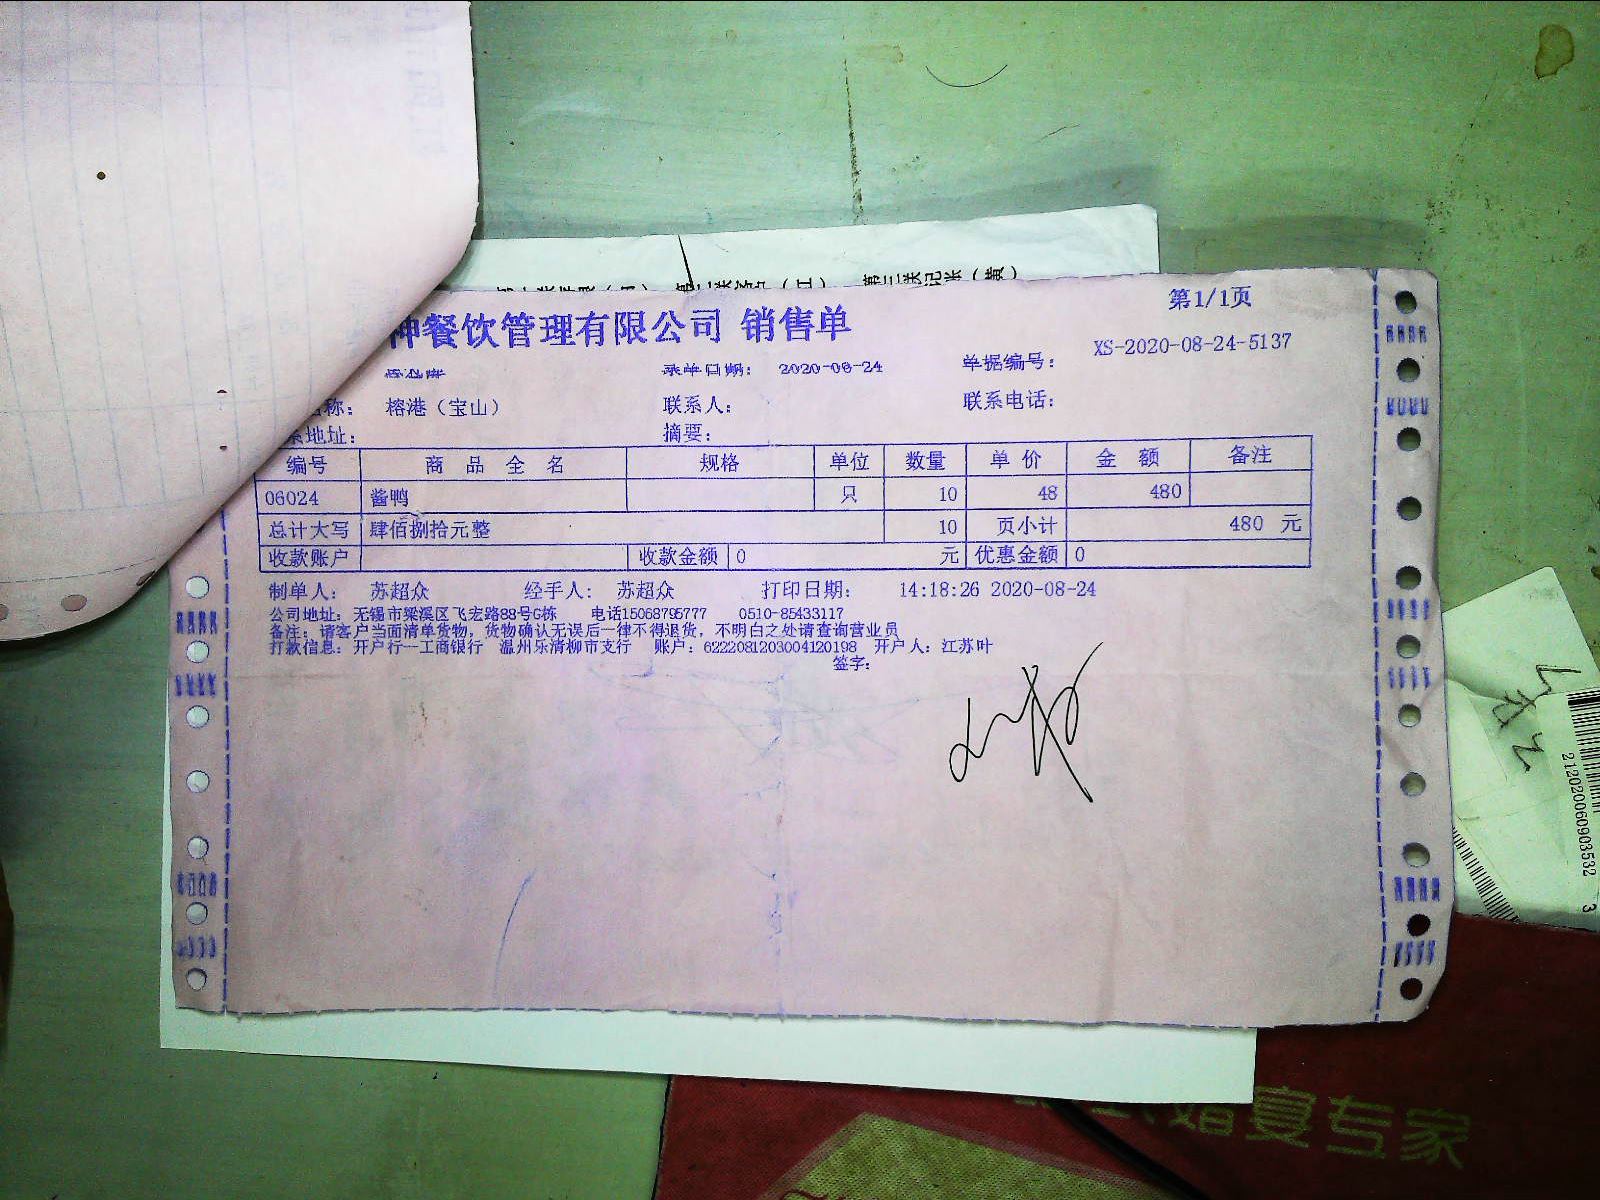 第1/1页
神餐饮管理有限公司 销售单
录单日期： 2020-08-24 单据编号： XS-2020-08-24-5137
名称： 榕港（宝山） 联系人： 联系电话：
系地址： 摘要：
编号 商品全名 规格 单位 数量 单价 金额 备注
06024 酱鸭 只 10 48 480
总计大写 肆佰捌拾元整 10 页小计 480 元
收款账户 收款金额 0 元 优惠金额 0
制单人： 苏超众 经手人： 苏超众 打印日期： 14:18:26 2020-08-24
公司地址：无锡市梁溪区飞宏路88号G栋 电话15068795777 0510-85433117
备注：请客户当面清单货物，货物确认无误后一律不得退货，不明白之处请查询营业员
打款信息：开户行—工商银行 温州乐清柳市支行 账户：6222081203004120198 开户人：江苏叶
签字：
212020060903532 3
婚宴专家